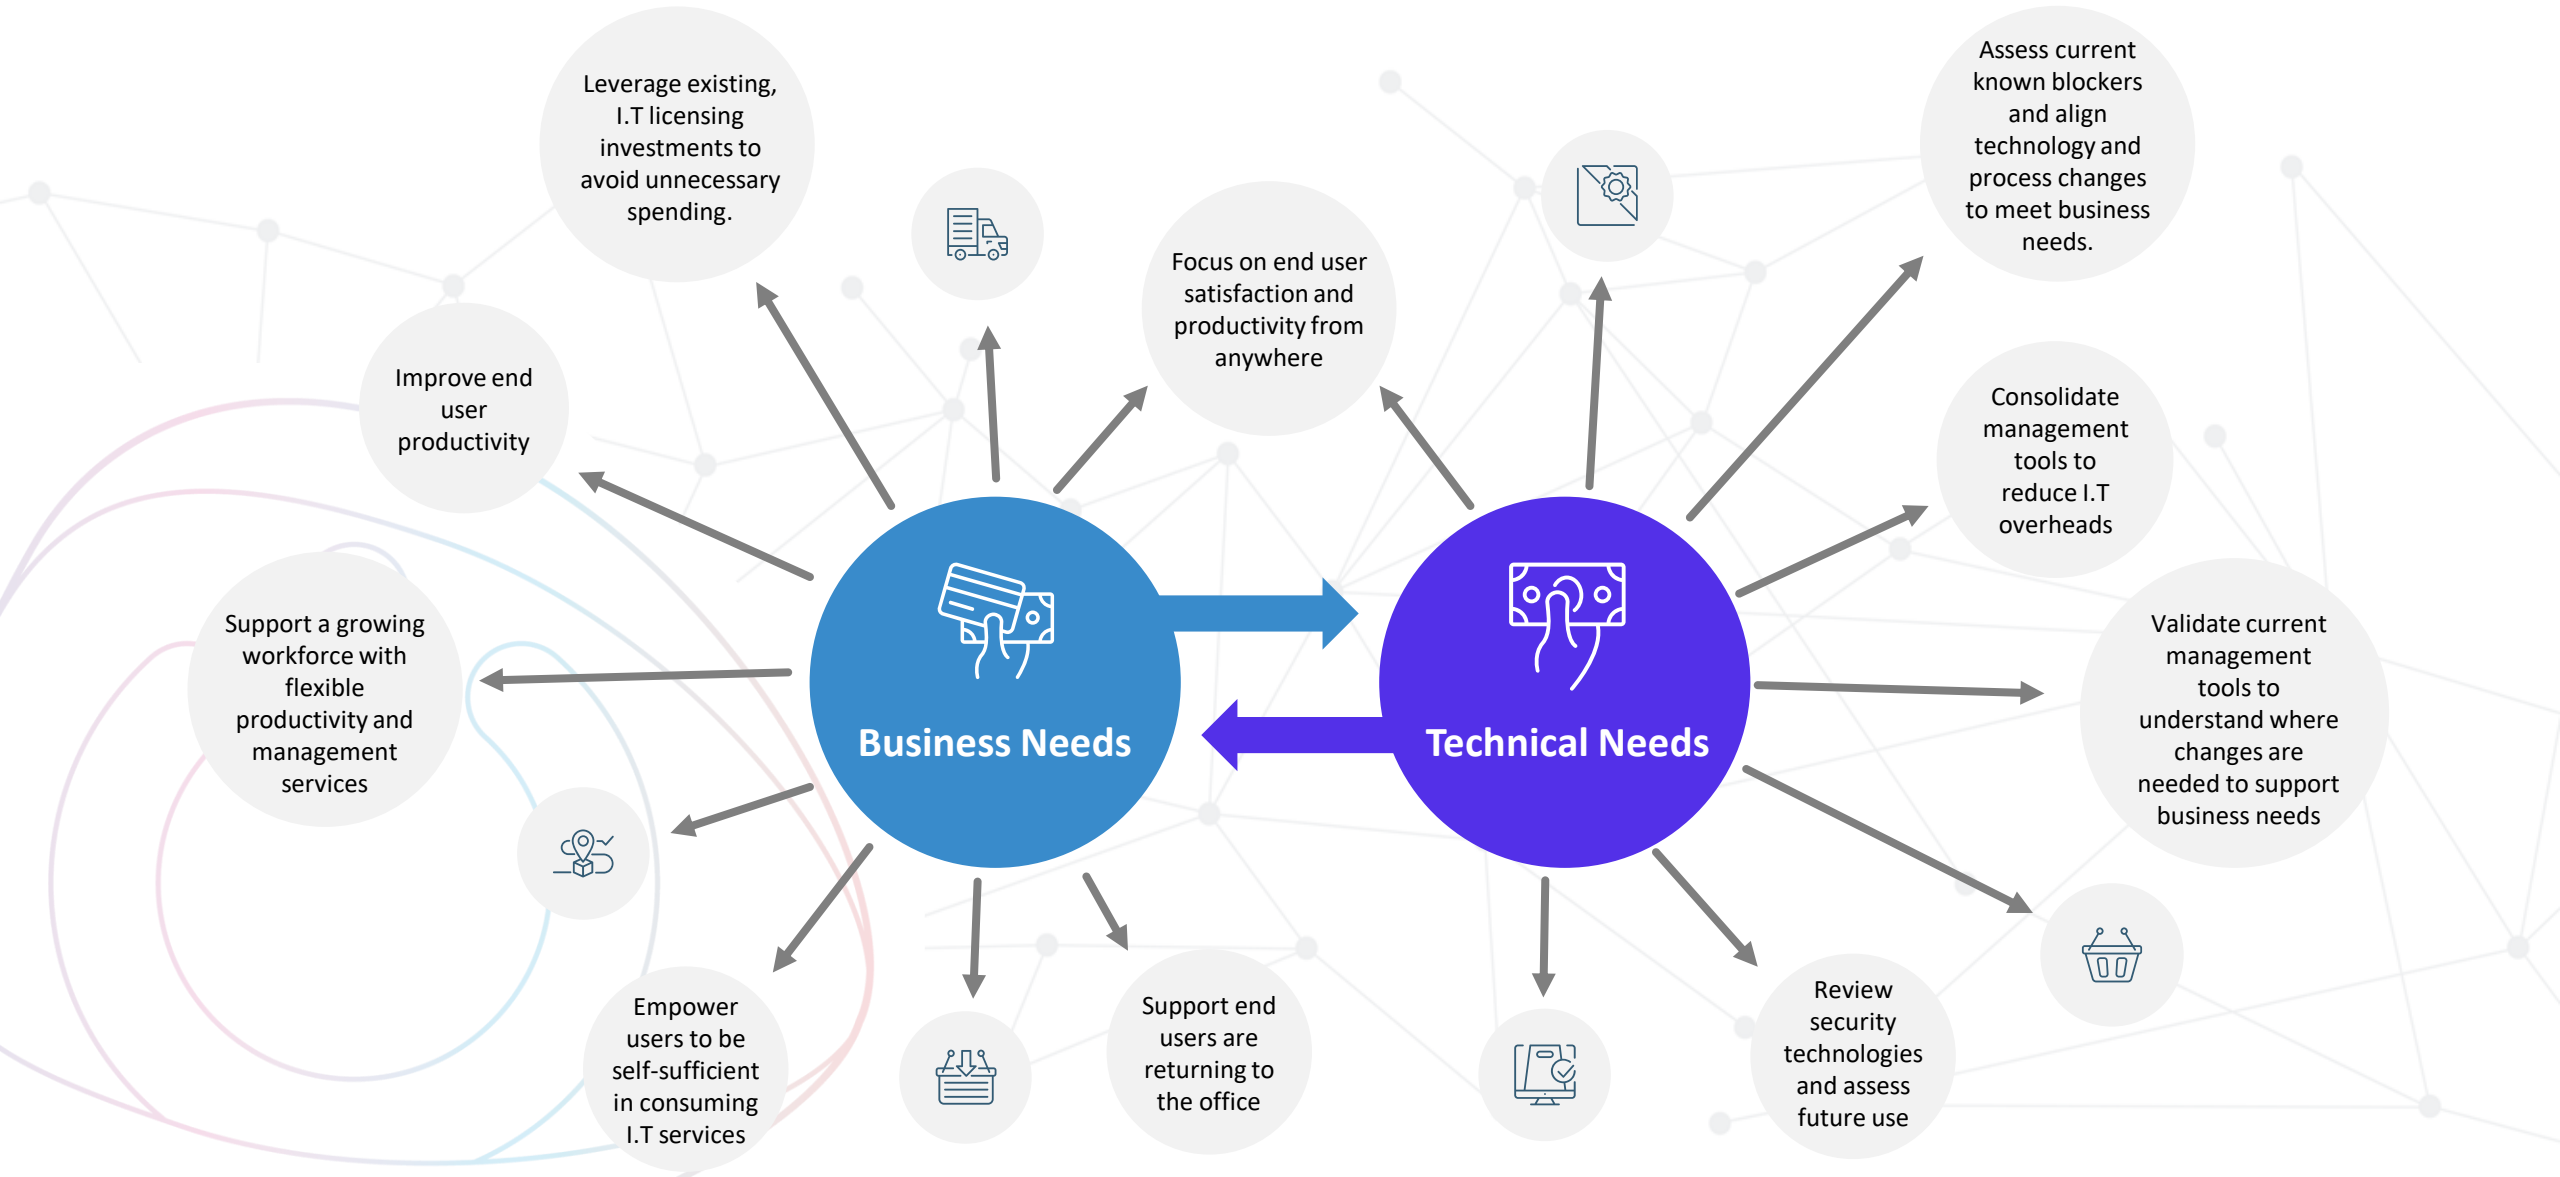 Leverage existing,
I.T licensing
investments to
avoid unnecessary
spending.
Improve end
user
productivity
Support a growing
workforce with
flexible
productivity and
management
services
Empower
users to be
self-sufficient
in consuming
I.T services
Support end
users are
returning to
the office
Focus on end user
satisfaction and
productivity from
anywhere
Business Needs
Technical Needs
Assess current
known blockers
and align
technology and
process changes
to meet business
needs.
Consolidate
management
tools to
reduce I.T
overheads
Validate current
management
tools to
understand where
changes are
needed to support
business needs
Review
security
technologies
and assess
future use